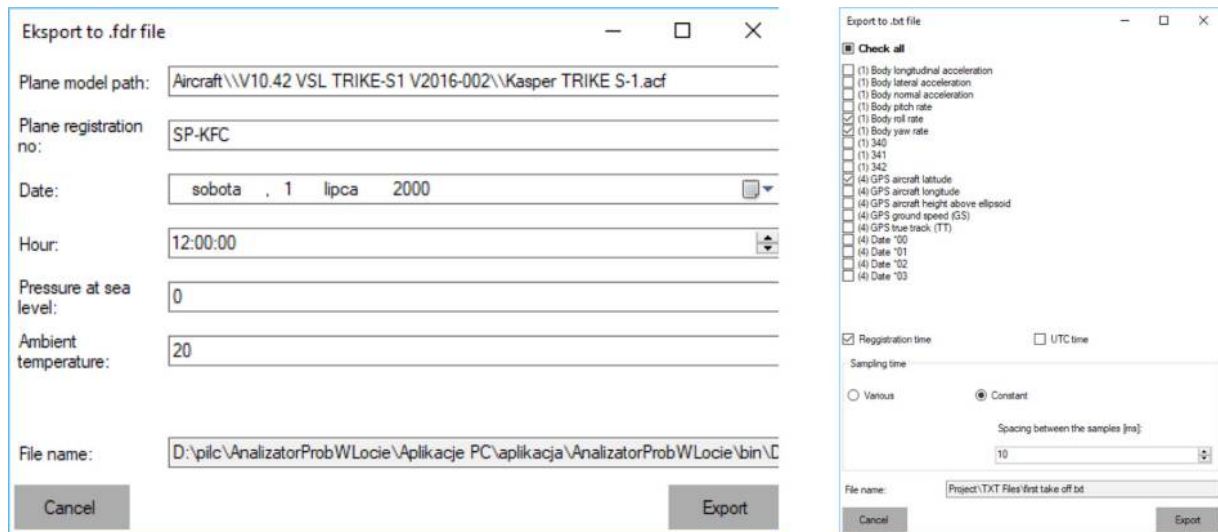 Eksport to .fdr file
Plane model path:
Aircraft\\V10.42 VSL TRIKE-S1 V2016-002\\Kasper TRIKE S-1.acf
Plane registration
no:
SP-KFC
Date:
sobota , 1 lipca 2000
Hour:
12:00:00
Pressure at sea
level:
0
Ambient
temperature:
20
File name:
D:\pilc\AnalizatorProbWLocie\Aplikacje PC\aplikacja\AnalizatorProbWLocie\bin\D
Cancel
Export
Export to .txt file
Check all
(1) Body longitudinal acceleration
(1) Body lateral acceleration
(1) Body normal acceleration
(1) Body pitch rate
(1) Body roll rate
(1) Body yaw rate
(1) 340
(1) 341
(1) 342
(4) GPS aircraft latitude
(4) GPS aircraft longitude
(4) GPS aircraft height above ellipsoid
(4) GPS ground speed (GS)
(4) GPS true track (TT)
(4) Date "00
(4) Date "01
(4) Date "02
(4) Date "03
Reggistration time
UTC time
Sampling time
Various
Constant
Spacing between the samples [ms]:
10
File name:
Project\TXT Files\first take off.txt
Cancel
Export